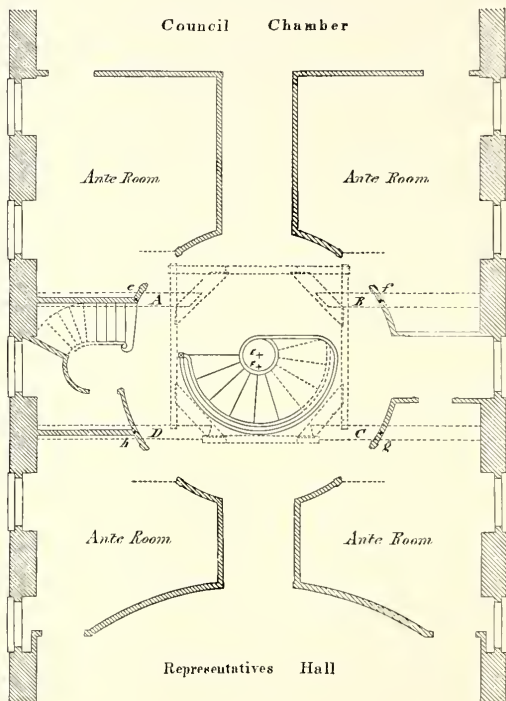 Council Chamber
Ante Room Ante Room
e f
A B
D C
h g
Ante Room Ante Room
Representatives Hall